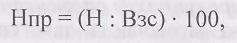 Нпр = (Н : Взс) · 100,